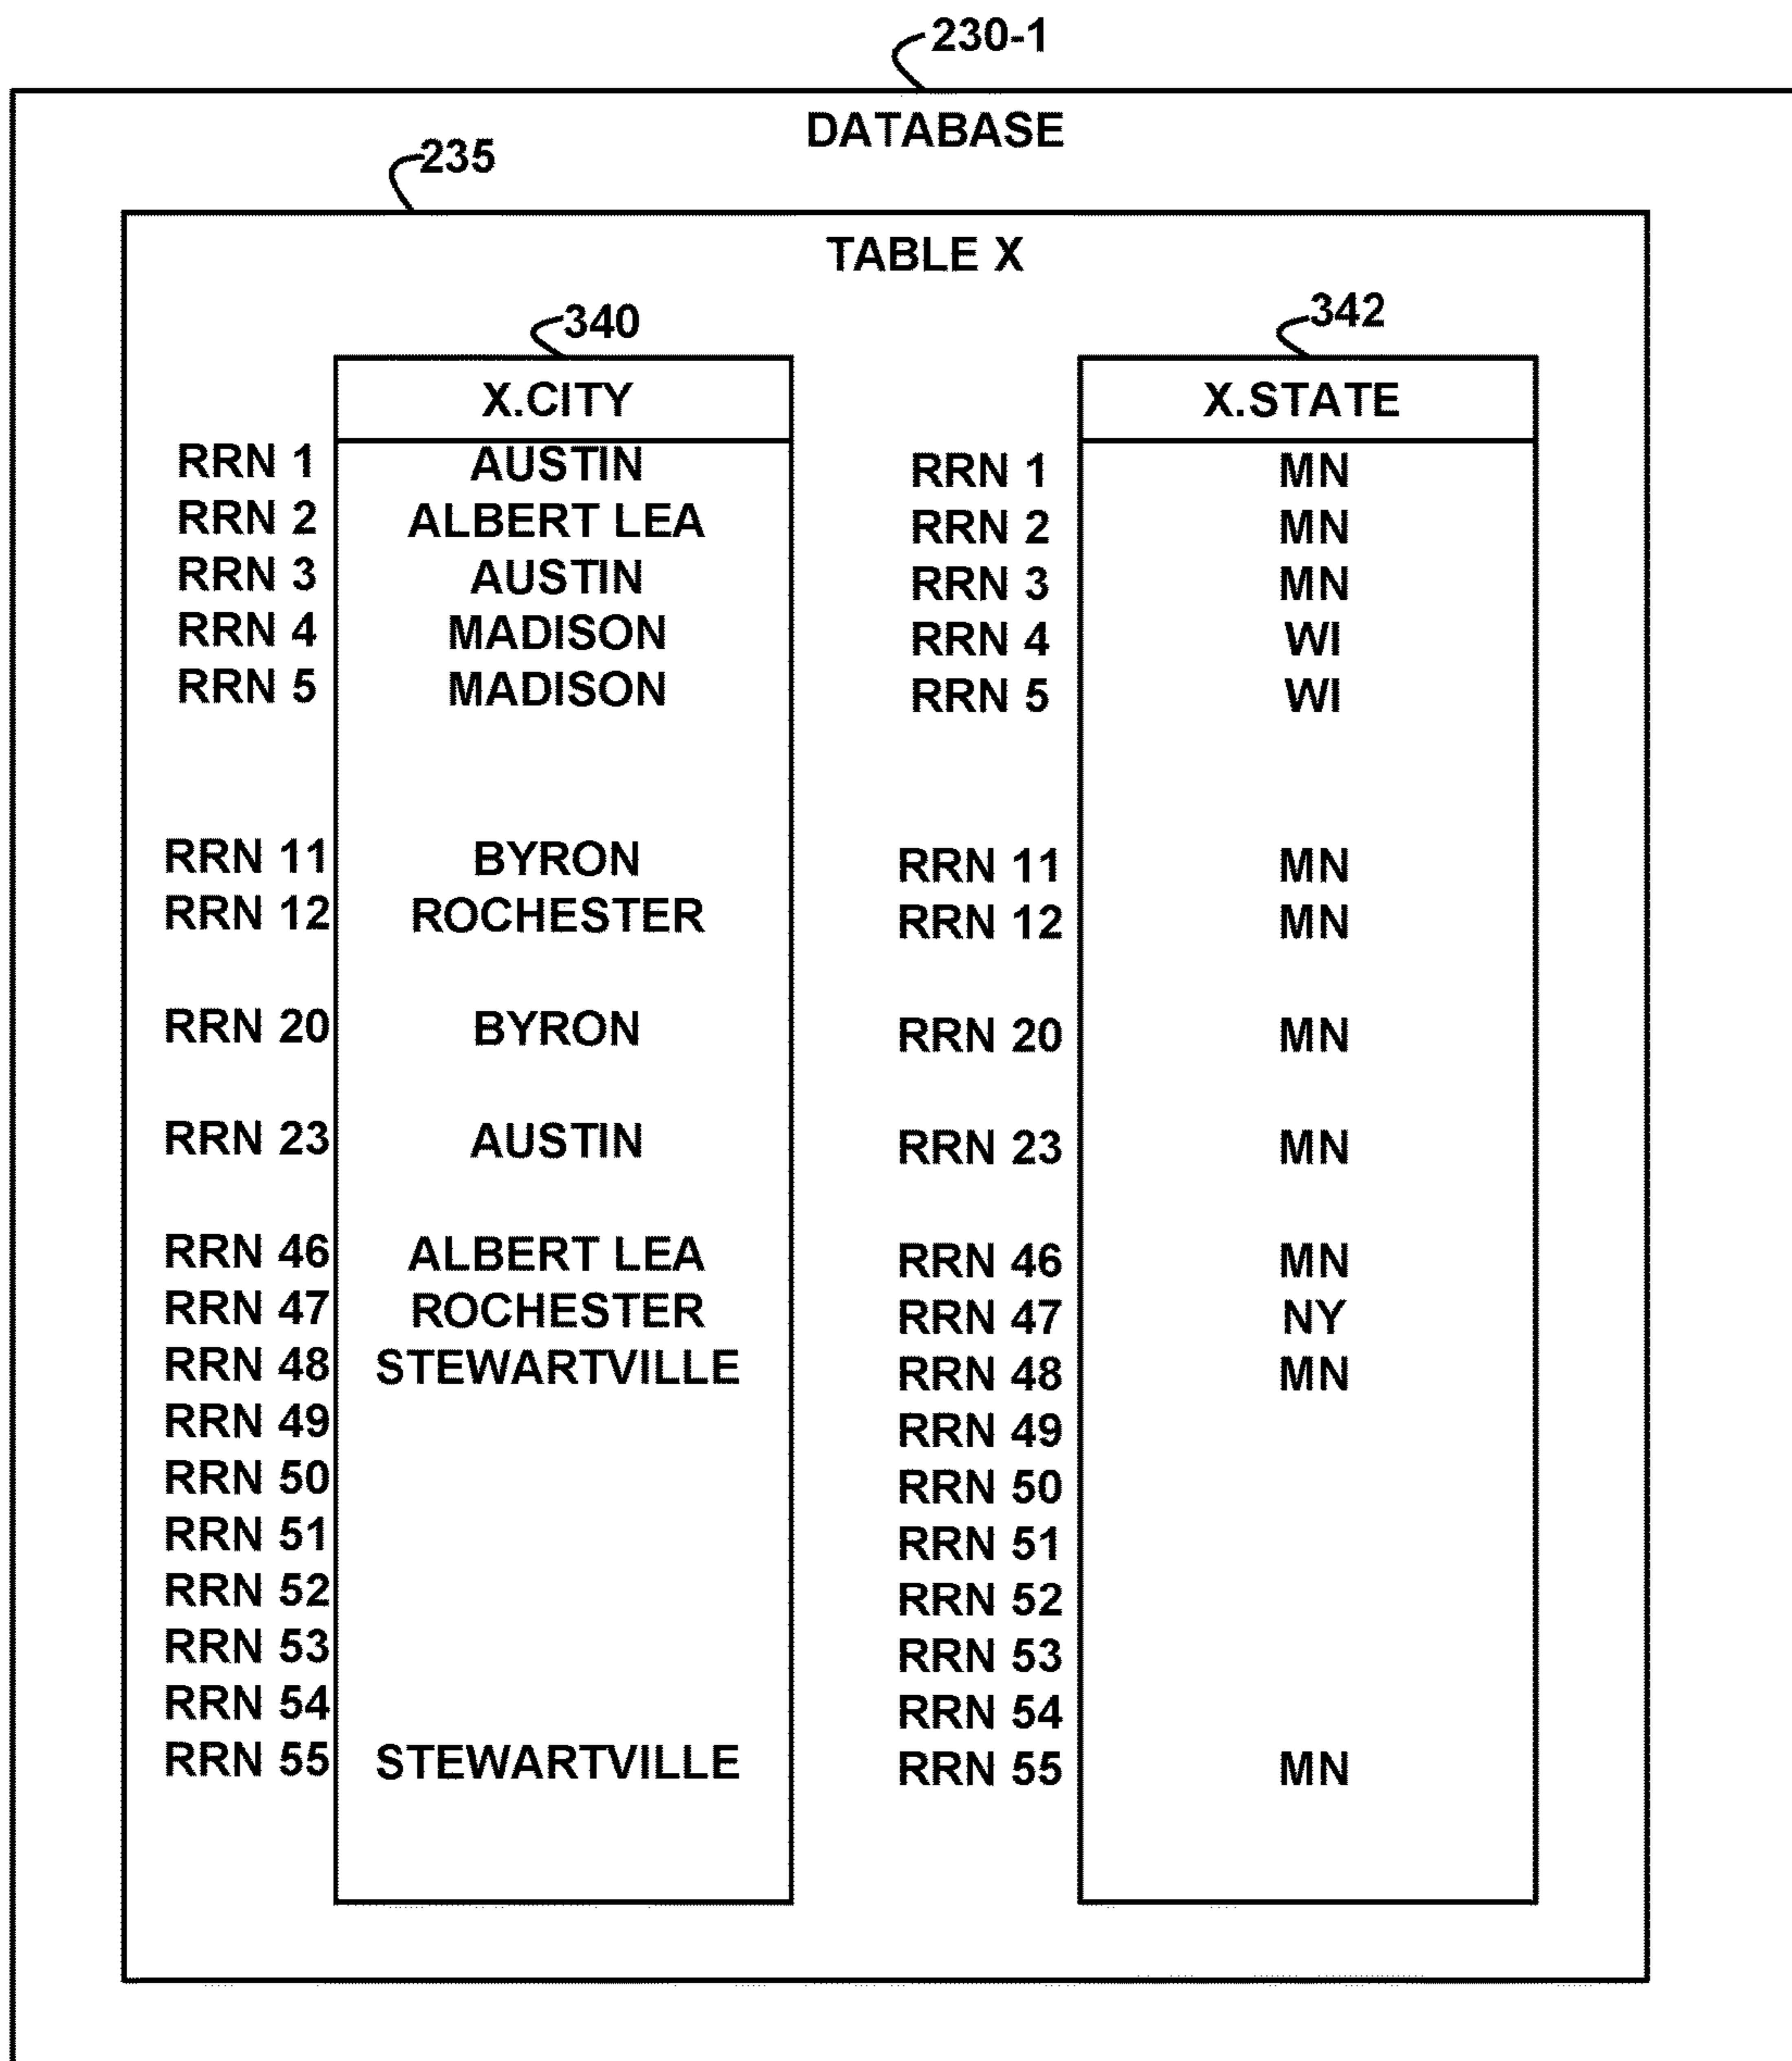 230-1
DATABASE
235
TABLE X
340 342
X.CITY X.STATE
RRN 1 AUSTIN RRN 1 MN
RRN 2 ALBERT LEA RRN 2 MN
RRN 3 AUSTIN RRN 3 MN
RRN 4 MADISON RRN 4 WI
RRN 5 MADISON RRN 5 WI
RRN 11 BYRON RRN 11 MN
RRN 12 ROCHESTER RRN 12 MN
RRN 20 BYRON RRN 20 MN
RRN 23 AUSTIN RRN 23 MN
RRN 46 ALBERT LEA RRN 46 MN
RRN 47 ROCHESTER RRN 47 NY
RRN 48 STEWARTVILLE RRN 48 MN
RRN 49 RRN 49
RRN 50 RRN 50
RRN 51 RRN 51
RRN 52 RRN 52
RRN 53 RRN 53
RRN 54 RRN 54
RRN 55 STEWARTVILLE RRN 55 MN